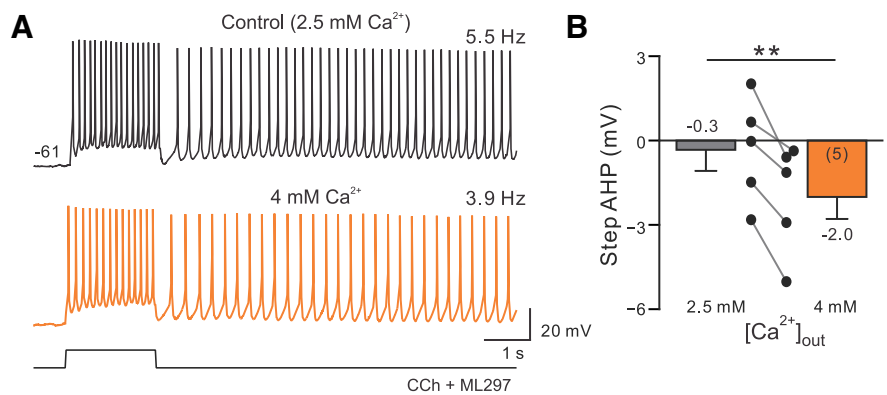 A
Control (2.5 mM Ca²⁺)
5.5 Hz
-61
4 mM Ca²⁺
3.9 Hz
20 mV
1 s
CCh + ML297
B
**
Step AHP (mV)
3
0
−3
−6
-0.3
(5)
-2.0
2.5 mM
4 mM
[Ca²⁺]out